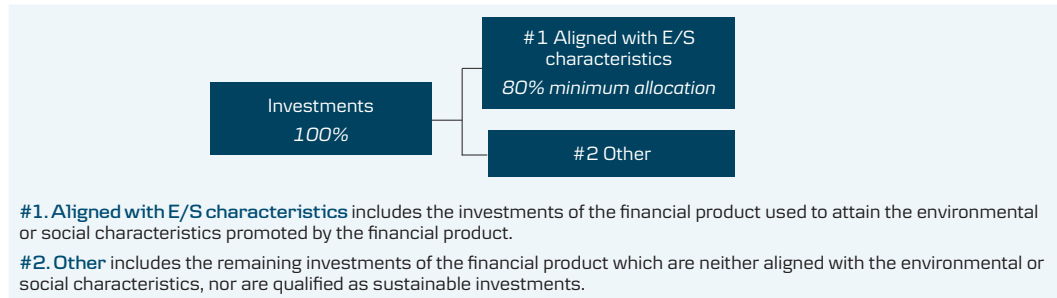 #1 Aligned with E/S
characteristics
80% minimum allocation
Investments
100%
#2 Other
#1. Aligned with E/S characteristics includes the investments of the financial product used to attain the environmental
or social characteristics promoted by the financial product.
#2. Other includes the remaining investments of the financial product which are neither aligned with the environmental or
social characteristics, nor are qualified as sustainable investments.